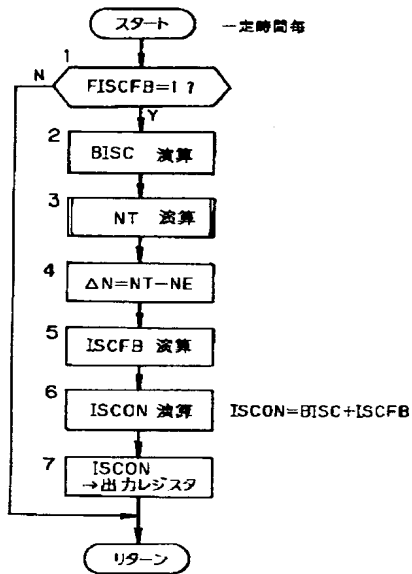 スタート
一定時間毎
1
N
FISCFB=1?
Y
2
BISC 演算
3
NT 演算
4
△N=NT-NE
5
ISCFB 演算
6
ISCON 演算
ISCON=BISC+ISCFB
7
ISCON
→出力レジスタ
リターン